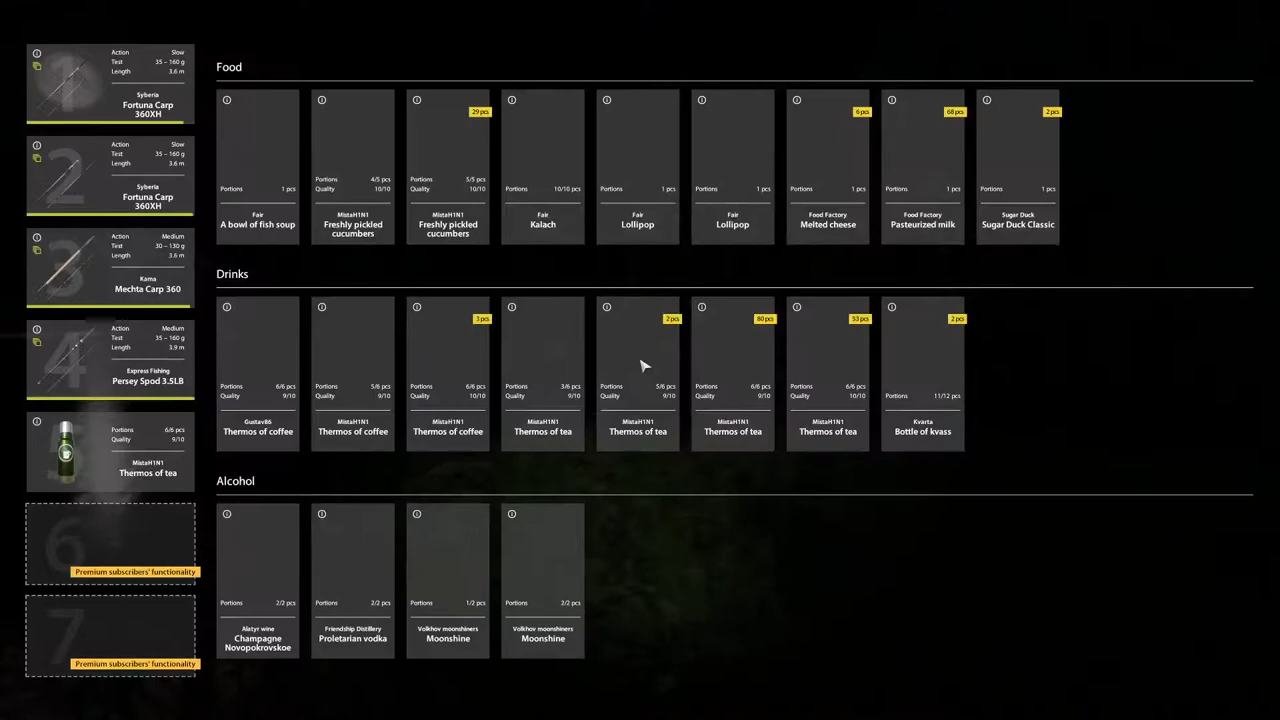 1
Action Slow
Test 35 – 160 g
Length 3.6 m
Syberia
Fortuna Carp
360XH
2
Action Slow
Test 35 – 160 g
Length 3.6 m
Syberia
Fortuna Carp
360XH
3
Action Medium
Test 30 – 130 g
Length 3.6 m
Kama
Mechta Carp 360
4
Action Medium
Test 35 – 160 g
Length 3.9 m
Express Fishing
Persey Spod 3.5LB
Portions 6/6 pcs
Quality 9/10
MistaH1N1
Thermos of tea
6
Premium subscribers' functionality
7
Premium subscribers' functionality
Food
Portions 1 pcs
Fair
A bowl of fish soup
Portions 4/5 pcs
Quality 10/10
MistaH1N1
Freshly pickled
cucumbers
29 pcs
Portions 5/5 pcs
Quality 10/10
MistaH1N1
Freshly pickled
cucumbers
Portions 10/10 pcs
Fair
Kalach
Portions 1 pcs
Fair
Lollipop
Portions 1 pcs
Fair
Lollipop
6 pcs
Portions 1 pcs
Food Factory
Melted cheese
68 pcs
Portions 1 pcs
Food Factory
Pasteurized milk
2 pcs
Portions 1 pcs
Sugar Duck
Sugar Duck Classic
Drinks
Portions 6/6 pcs
Quality 9/10
Gustav86
Thermos of coffee
Portions 5/6 pcs
Quality 9/10
MistaH1N1
Thermos of coffee
3 pcs
Portions 6/6 pcs
Quality 10/10
MistaH1N1
Thermos of coffee
Portions 3/6 pcs
Quality 9/10
MistaH1N1
Thermos of tea
2 pcs
Portions 5/6 pcs
Quality 9/10
MistaH1N1
Thermos of tea
80 pcs
Portions 6/6 pcs
Quality 9/10
MistaH1N1
Thermos of tea
53 pcs
Portions 6/6 pcs
Quality 10/10
MistaH1N1
Thermos of tea
2 pcs
Portions 11/12 pcs
Kvarta
Bottle of kvass
Alcohol
Portions 2/2 pcs
Alatyr wine
Champagne
Novopokrovskoe
Portions 2/2 pcs
Friendship Distillery
Proletarian vodka
Portions 1/2 pcs
Volkhov moonshiners
Moonshine
Portions 2/2 pcs
Volkhov moonshiners
Moonshine